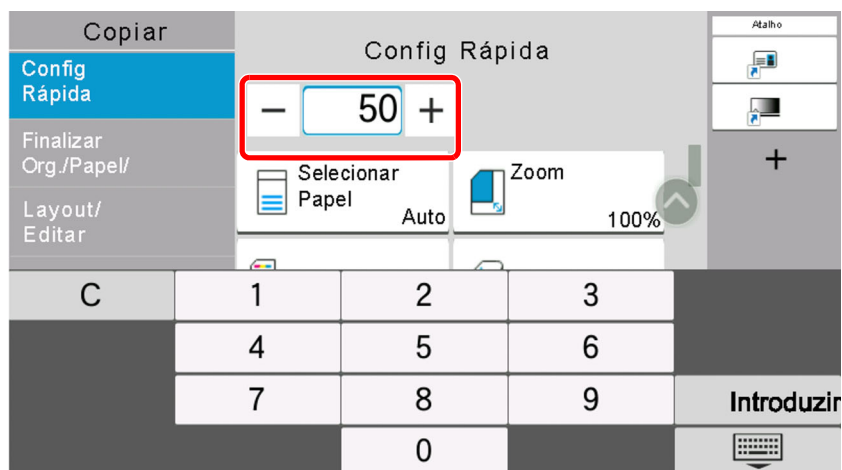 Copiar
Config
Rápida
Finalizar
Org./Papel/
Layout/
Editar
Config Rápida
− 50 +
Selecionar
Papel
Auto
Zoom
100%
Atalho
+
C 1 2 3
4 5 6
7 8 9 Introduzir
0